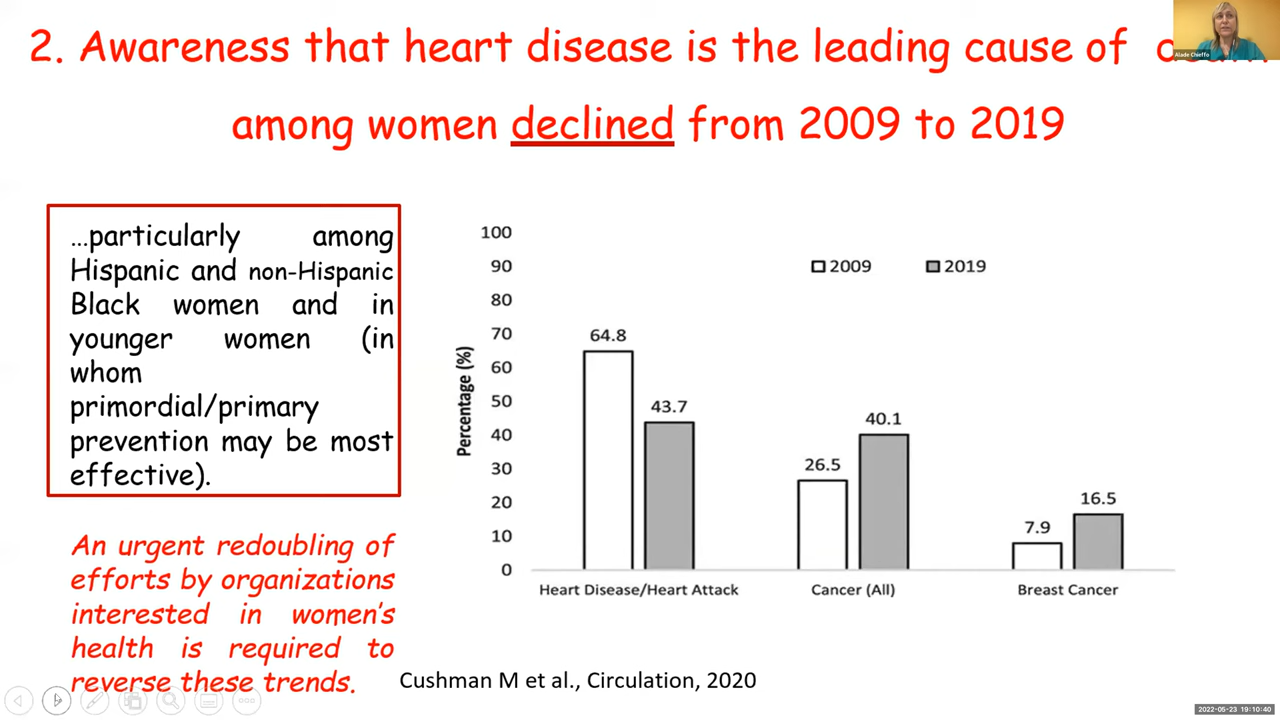 2. Awareness that heart disease is the leading cause of
among women declined from 2009 to 2019
Alade Chieffo
...particularly among
Hispanic and non-Hispanic
Black women and in
younger women (in
whom
primordial/primary
prevention may be most
effective).
An urgent redoubling of
efforts by organizations
interested in women's
health is required to
reverse these trends.
100
90
80
70
60
50
40
30
20
10
0
Percentage (%)
2009
2019
64.8
43.7
26.5
40.1
7.9
16.5
Heart Disease/Heart Attack
Cancer (All)
Breast Cancer
Cushman M et al., Circulation, 2020
2022-05-23 19:10:40